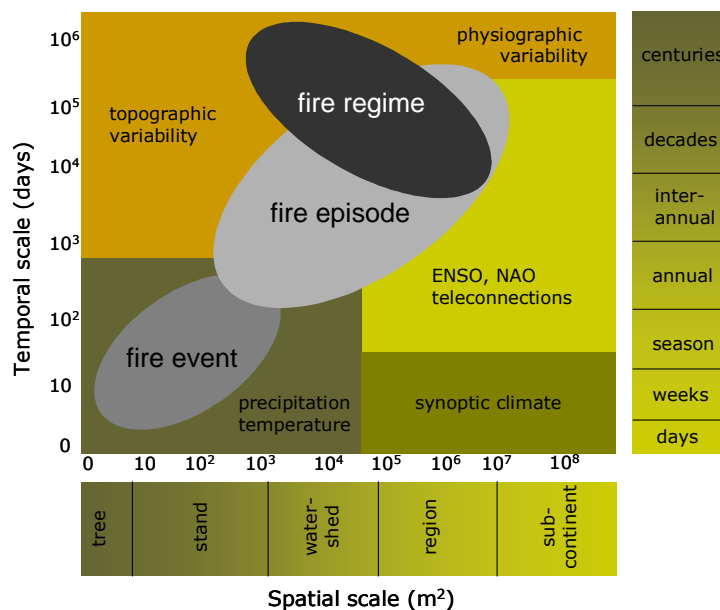 10⁶
10⁵
10⁴
10³
10²
10
0
Temporal scale (days)
physiographic
variability
topographic
variability
fire regime
fire episode
ENSO, NAO
teleconnections
fire event
precipitation
temperature
synoptic climate
centuries
decades
inter-
annual
annual
season
weeks
days
0 10 10² 10³ 10⁴ 10⁵ 10⁶ 10⁷ 10⁸
tree
stand
water-
shed
region
sub-
continent
Spatial scale (m²)